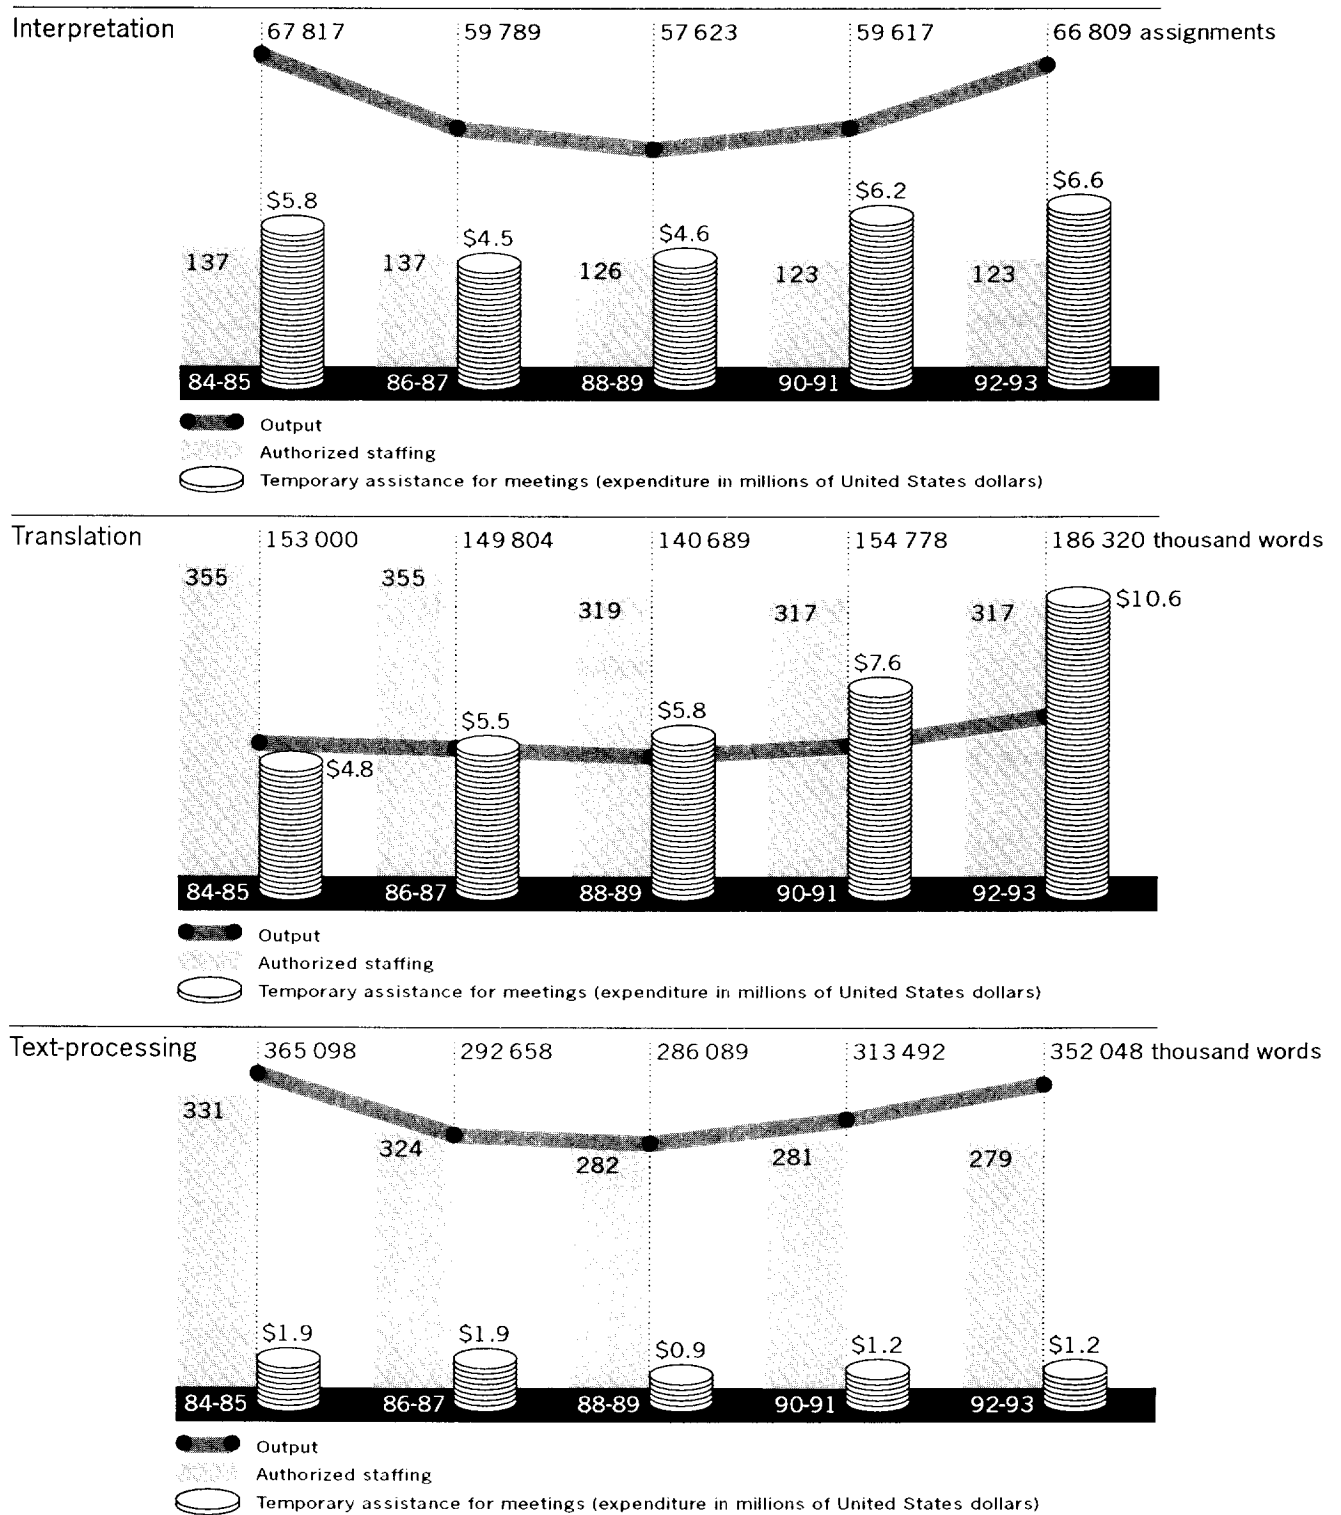 Interpretation
67 817 59 789 57 623 59 617 66 809 assignments
$5.8 $4.5 $4.6 $6.2 $6.6
137 137 126 123 123
84-85 86-87 88-89 90-91 92-93
Output
Authorized staffing
Temporary assistance for meetings (expenditure in millions of United States dollars)
Translation
153 000 149 804 140 689 154 778 186 320 thousand words
355 355 319 317 317
$4.8 $5.5 $5.8 $7.6 $10.6
84-85 86-87 88-89 90-91 92-93
Output
Authorized staffing
Temporary assistance for meetings (expenditure in millions of United States dollars)
Text-processing
365 098 292 658 286 089 313 492 352 048 thousand words
331 324 282 281 279
$1.9 $1.9 $0.9 $1.2 $1.2
84-85 86-87 88-89 90-91 92-93
Output
Authorized staffing
Temporary assistance for meetings (expenditure in millions of United States dollars)